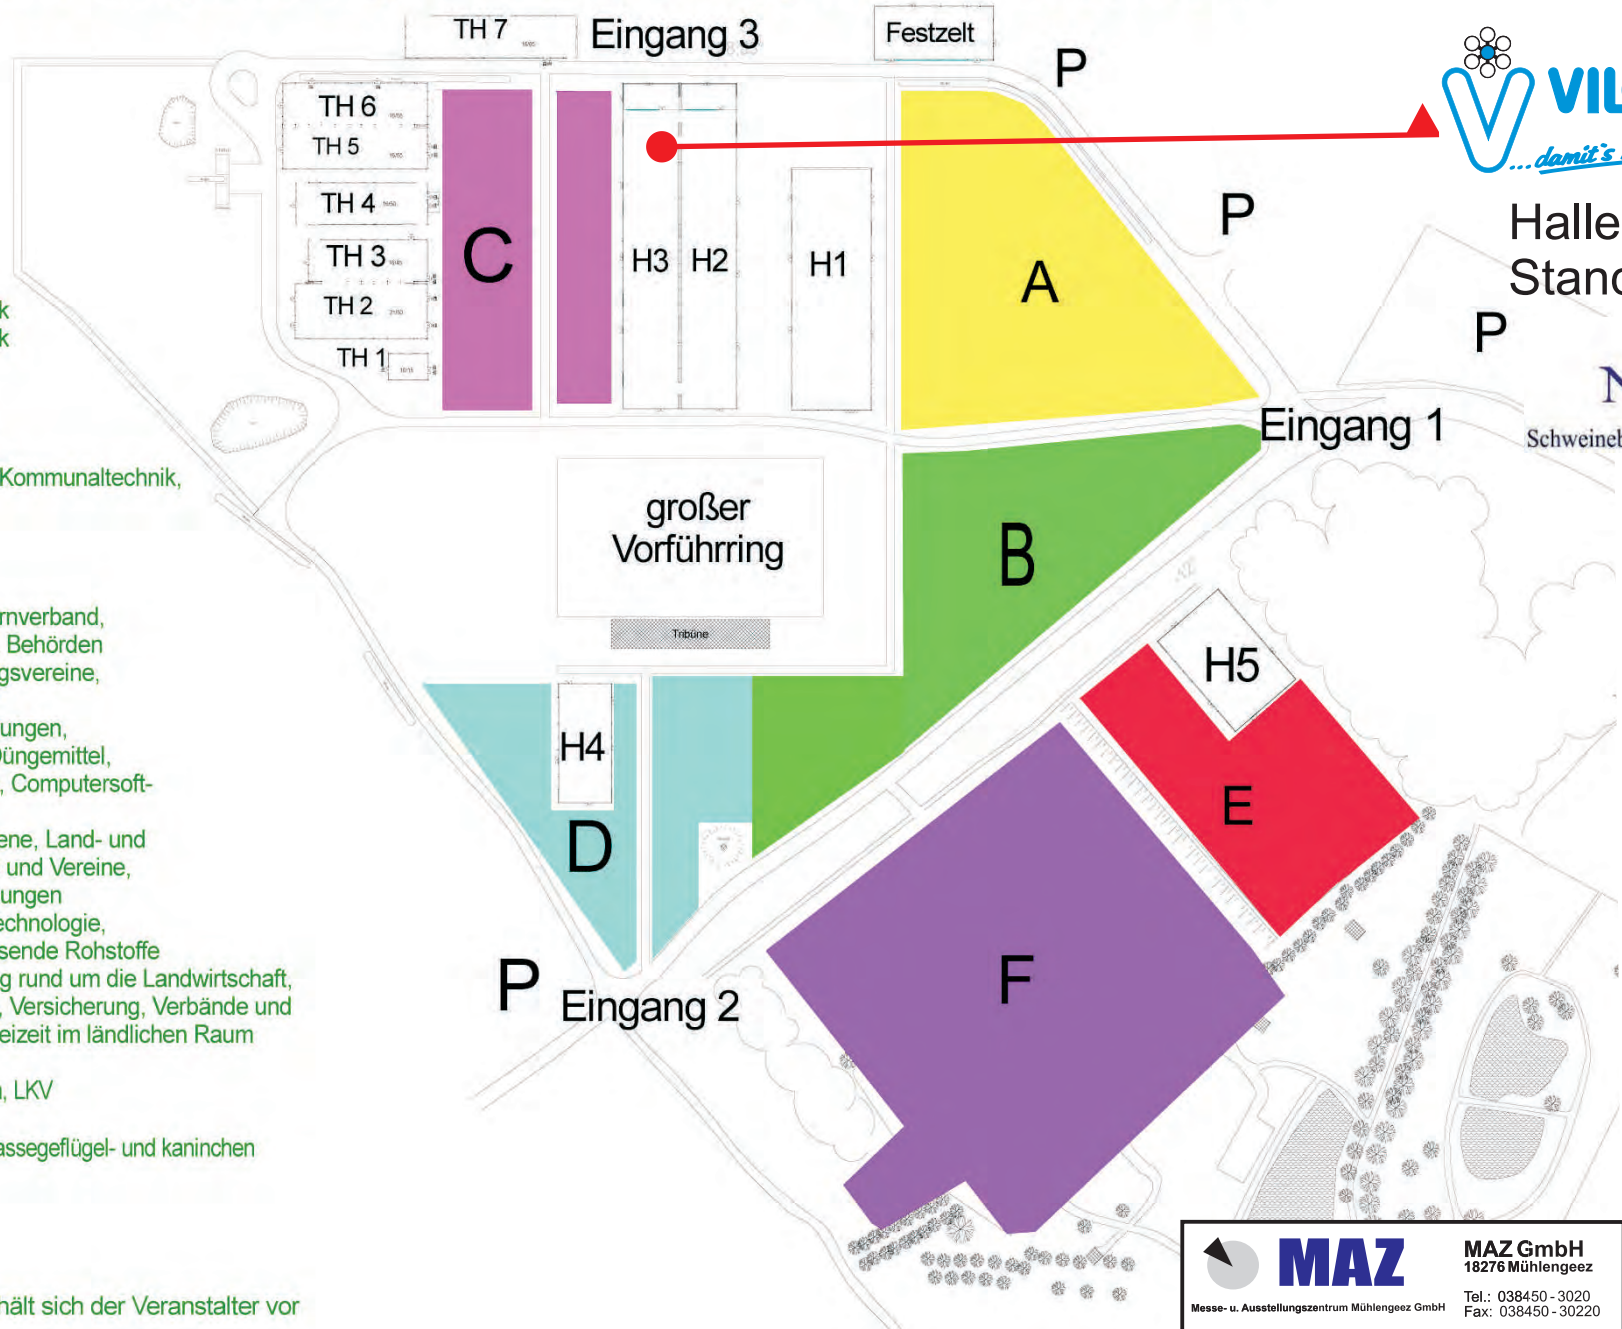 TH 7
Eingang 3
Festzelt
P
VIL
...damit's
TH 6
TH 5
TH 4
TH 3
TH 2
TH 1
C
H3
H2
H1
A
P
Halle
Stand
P
N
Schweineb
k
k
Eingang 1
Kommunaltechnik,
großer
Vorführring
Tribüne
B
rnverband,
Behörden
gsvereine,
ungen,
Düngemittel,
, Computersoft-
ene, Land- und
und Vereine,
ungen
echnologie,
sende Rohstoffe
g rund um die Landwirtschaft,
, Versicherung, Verbände und
eizeit im ländlichen Raum
, LKV
assegeflügel- und kaninchen
hält sich der Veranstalter vor
H4
D
H5
E
F
P
Eingang 2
MAZ
Messe- u. Ausstellungszentrum Mühlengeez GmbH
MAZ GmbH
18276 Mühlengeez
Tel.: 038450 - 3020
Fax: 038450 - 30220